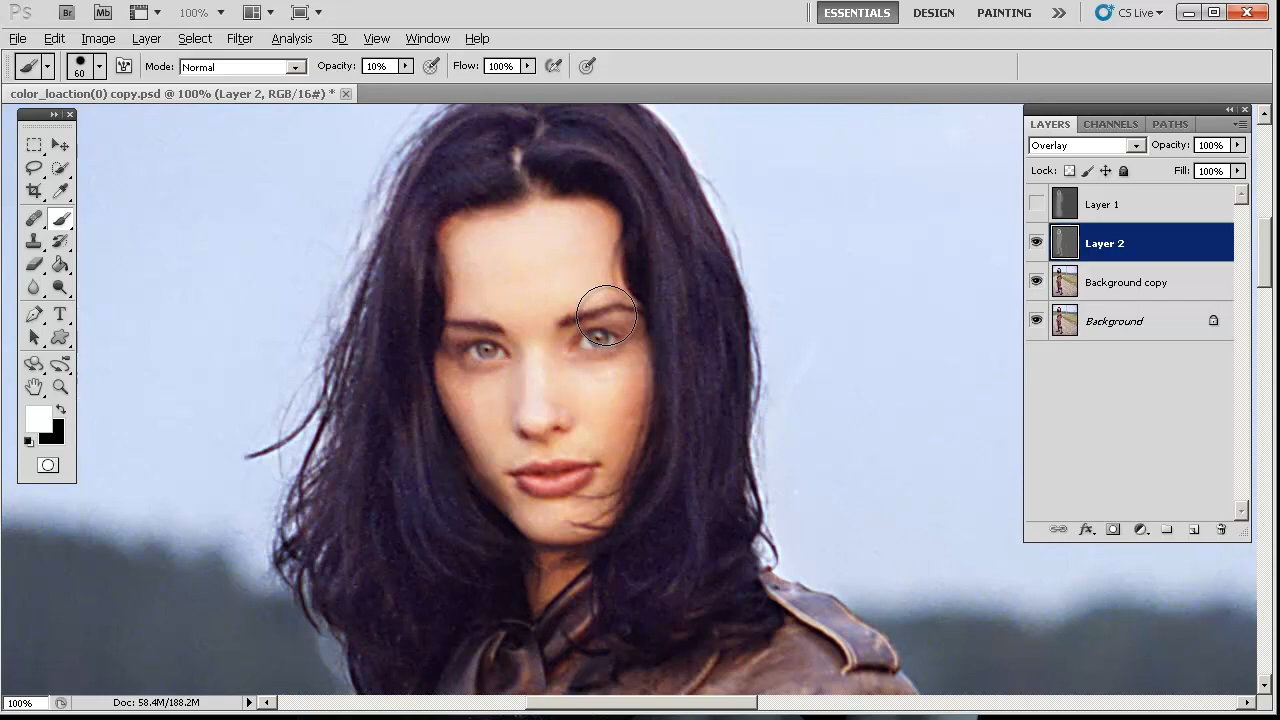 Ps Br Mb 100% ESSENTIALS DESIGN PAINTING CS Live
File Edit Image Layer Select Filter Analysis 3D View Window Help
60 Mode: Normal Opacity: 10% Flow: 100%
color_loaction(0) copy.psd @ 100% (Layer 2, RGB/16#) *
LAYERS CHANNELS PATHS
Overlay Opacity: 100%
Lock: Fill: 100%
Layer 1
Layer 2
Background copy
Background
fx
100% Doc: 58.4M/188.2M